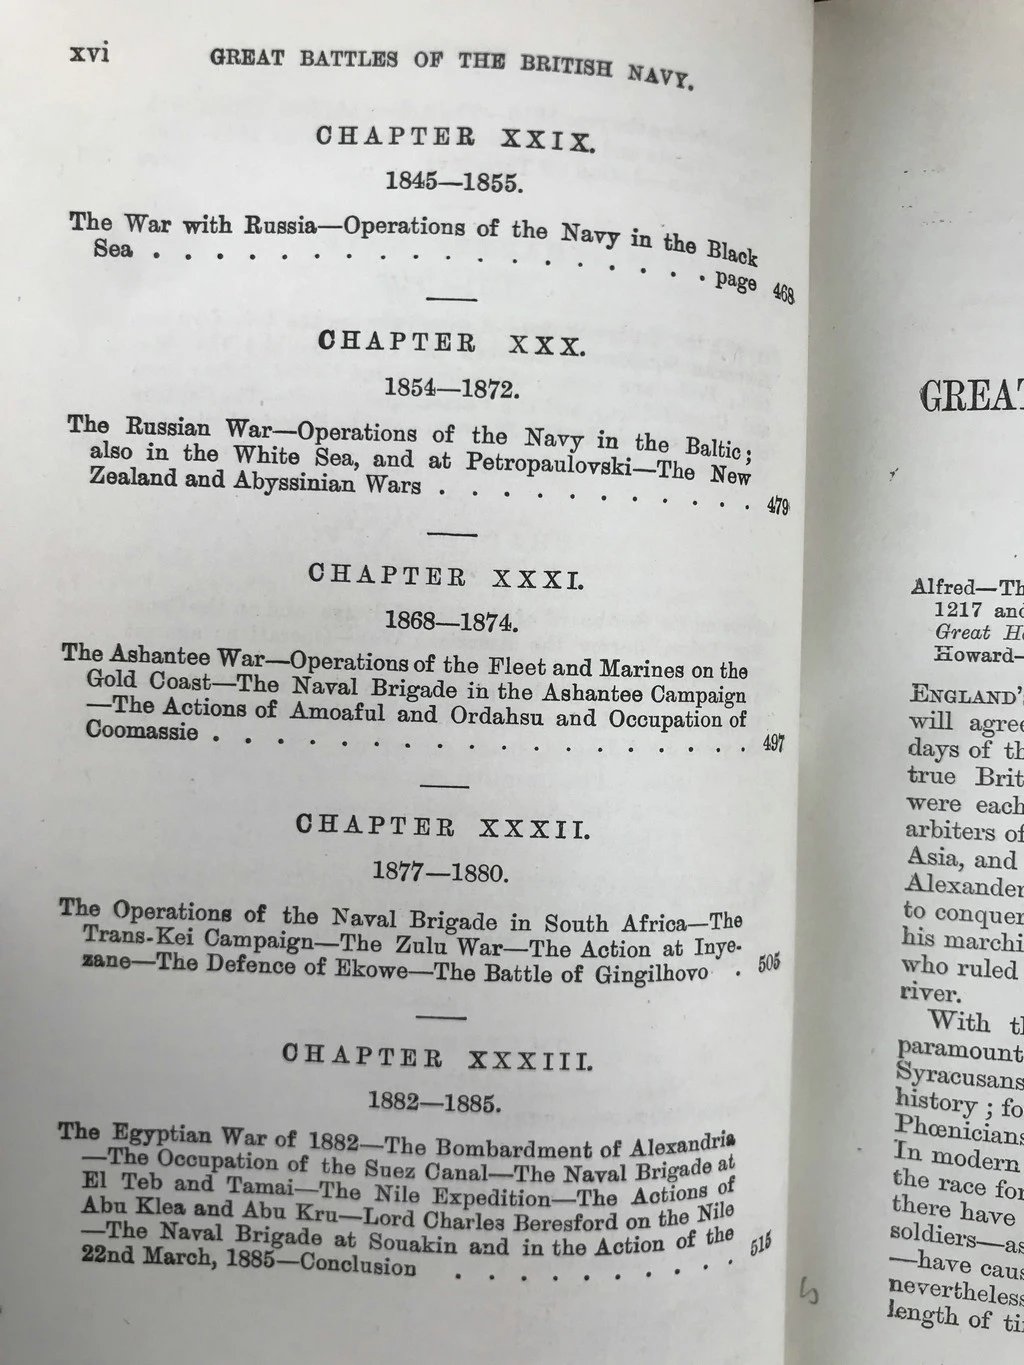 xvi GREAT BATTLES OF THE BRITISH NAVY.
CHAPTER XXIX.
1845—1855.
The War with Russia—Operations of the Navy in the Black
Sea . . . . . . . . . . . . . . . . . . page 468
CHAPTER XXX.
1854—1872.
The Russian War—Operations of the Navy in the Baltic;
also in the White Sea, and at Petropaulovski—The New
Zealand and Abyssinian Wars . . . . . . . . . . 479
CHAPTER XXXI.
1868—1874.
The Ashantee War—Operations of the Fleet and Marines on the
Gold Coast—The Naval Brigade in the Ashantee Campaign
—The Actions of Amoaful and Ordahsu and Occupation of
Coomassie . . . . . . . . . . . . . . . . . 497
CHAPTER XXXII.
1877—1880.
The Operations of the Naval Brigade in South Africa—The
Trans-Kei Campaign—The Zulu War—The Action at Inye-
zane—The Defence of Ekowe—The Battle of Gingilhovo . 505
CHAPTER XXXIII.
1882—1885.
The Egyptian War of 1882—The Bombardment of Alexandria
—The Occupation of the Suez Canal—The Naval Brigade at
El Teb and Tamai—The Nile Expedition—The Actions of
Abu Klea and Abu Kru—Lord Charles Beresford on the Nile
—The Naval Brigade at Souakin and in the Action of the
22nd March, 1885—Conclusion . . . . . . . . . . 515
GREAT
Alfred—Th
1217 and
Great H
Howard—
ENGLAND'S
will agree
days of th
true Brit
were each
arbiters of
Asia, and
Alexander
to conquer
his marchi
who ruled
river.
With th
paramount
Syracusans
history; fo
Phœnicians
In modern
the race for
there have
soldiers—as
—have caus
nevertheless
length of ti